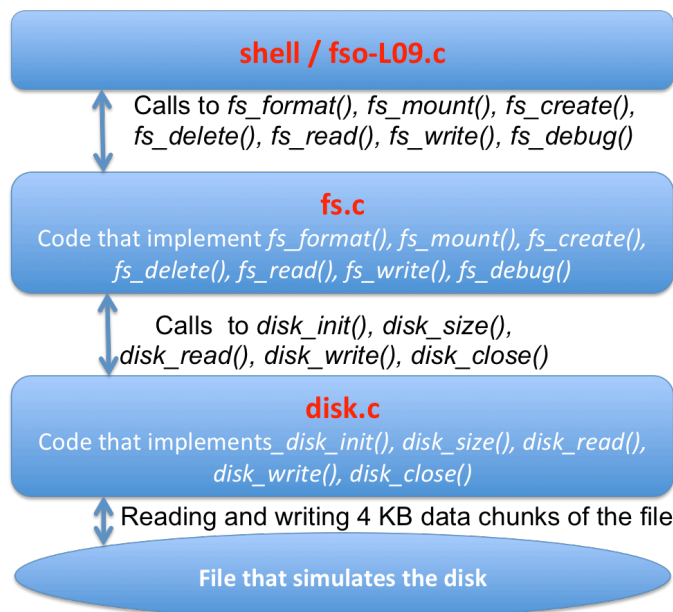 shell / fso-L09.c
Calls to fs_format(), fs_mount(), fs_create(),
fs_delete(), fs_read(), fs_write(), fs_debug()
fs.c
Code that implement fs_format(), fs_mount(), fs_create(),
fs_delete(), fs_read(), fs_write(), fs_debug()
Calls to disk_init(), disk_size(),
disk_read(), disk_write(), disk_close()
disk.c
Code that implements_disk_init(), disk_size(), disk_read(),
disk_write(), disk_close()
Reading and writing 4 KB data chunks of the file
File that simulates the disk